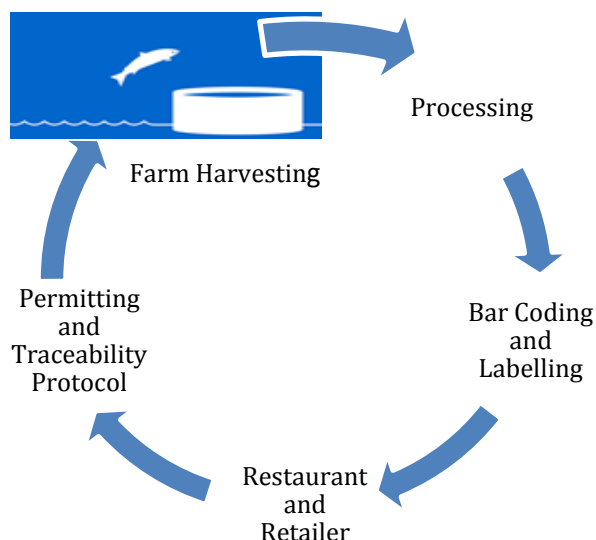 Processing
Farm Harvesting
Bar Coding
and
Labelling
Restaurant
and
Retailer
Permitting
and
Traceability
Protocol